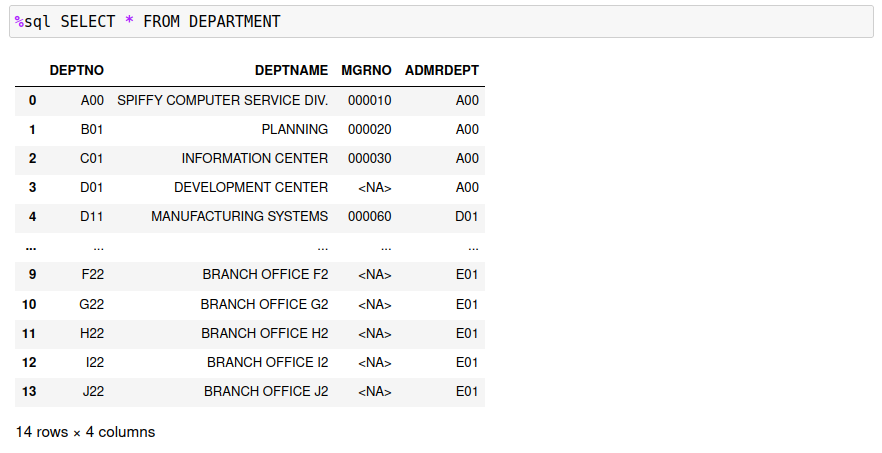 %sql SELECT * FROM DEPARTMENT
DEPTNO DEPTNAME MGRNO ADMRDEPT
0 A00 SPIFFY COMPUTER SERVICE DIV. 000010 A00
1 B01 PLANNING 000020 A00
2 C01 INFORMATION CENTER 000030 A00
3 D01 DEVELOPMENT CENTER <NA> A00
4 D11 MANUFACTURING SYSTEMS 000060 D01
... ... ... ... ...
9 F22 BRANCH OFFICE F2 <NA> E01
10 G22 BRANCH OFFICE G2 <NA> E01
11 H22 BRANCH OFFICE H2 <NA> E01
12 I22 BRANCH OFFICE I2 <NA> E01
13 J22 BRANCH OFFICE J2 <NA> E01
14 rows × 4 columns